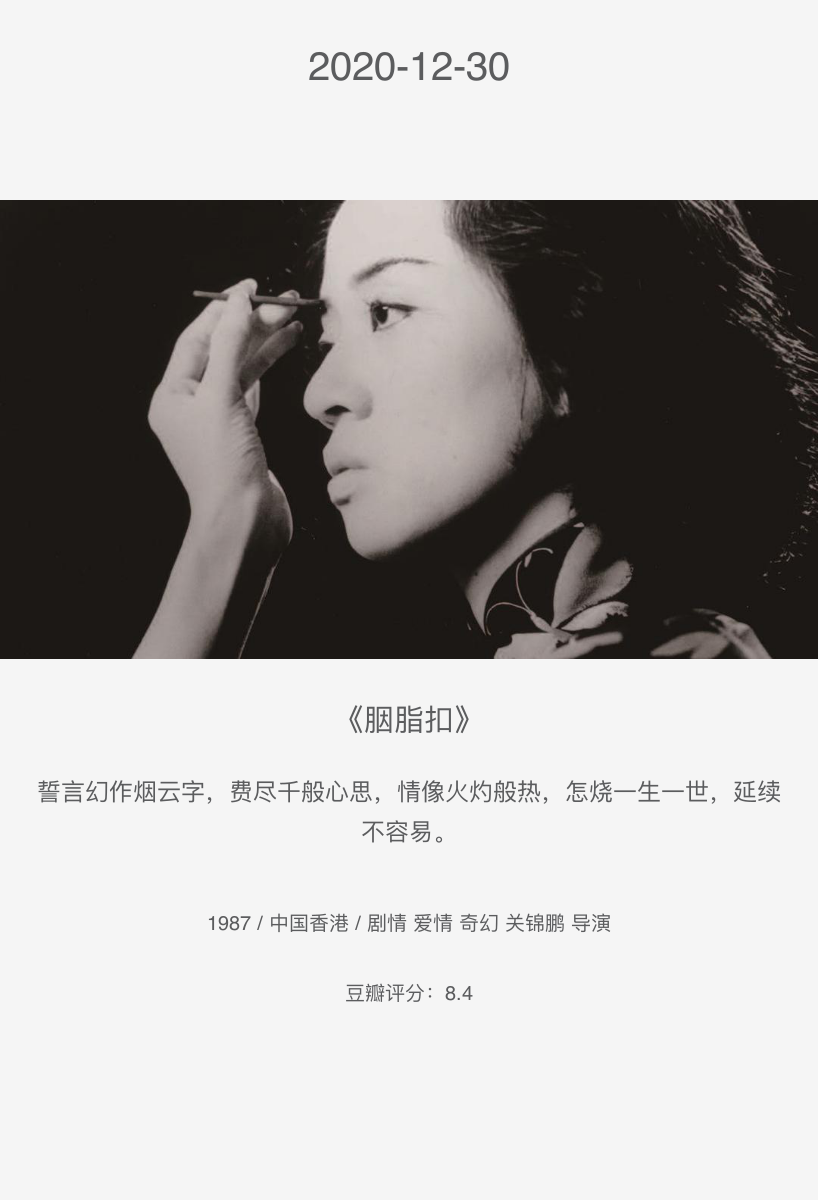 2020-12-30
《胭脂扣》
誓言幻作烟云字，费尽千般心思，情像火灼般热，怎烧一生一世，延续
不容易。
1987 / 中国香港 / 剧情 爱情 奇幻 关锦鹏 导演
豆瓣评分：8.4